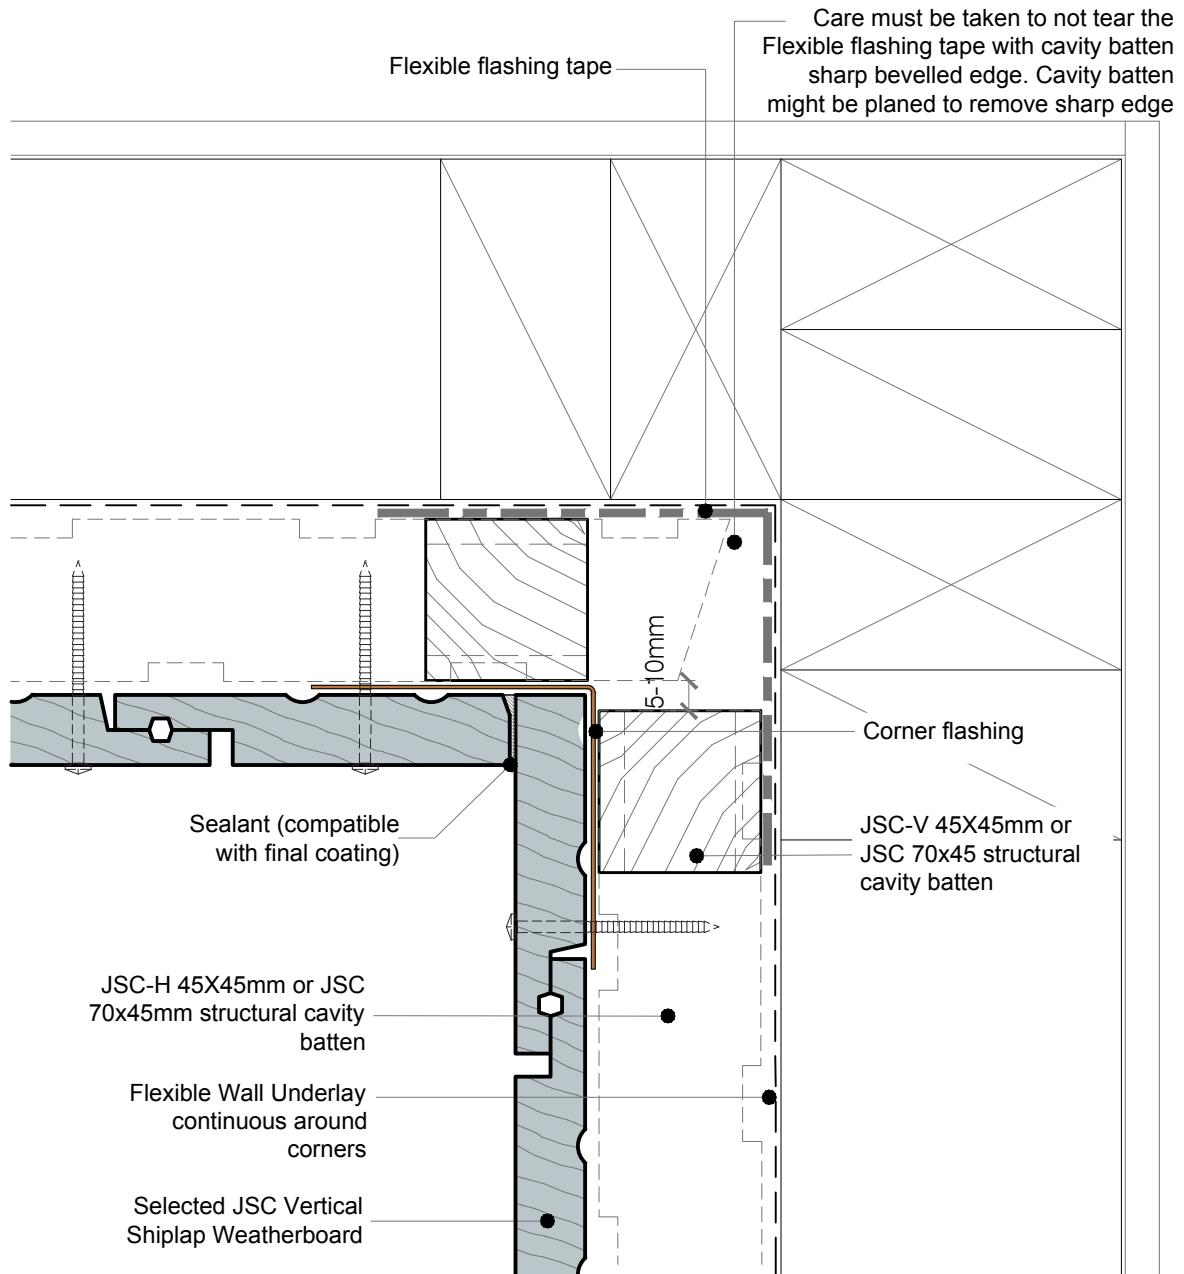 Care must be taken to not tear the
Flexible flashing tape with cavity batten
sharp bevelled edge. Cavity batten
might be planed to remove sharp edge
Flexible flashing tape
5-10mm
Corner flashing
Sealant (compatible
with final coating)
JSC-V 45X45mm or
JSC 70x45 structural
cavity batten
JSC-H 45X45mm or JSC
70x45mm structural cavity
batten
Flexible Wall Underlay
continuous around
corners
Selected JSC Vertical
Shiplap Weatherboard